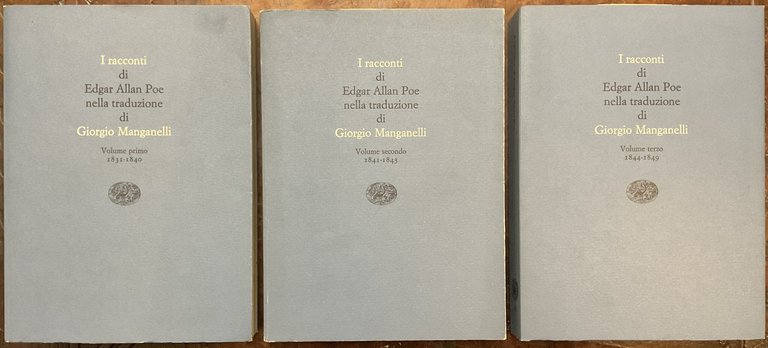 I racconti
di
Edgar Allan Poe
nella traduzione
di
Giorgio Manganelli
Volume primo
1831-1840
I racconti
di
Edgar Allan Poe
nella traduzione
di
Giorgio Manganelli
Volume secondo
1841-1843
I racconti
di
Edgar Allan Poe
nella traduzione
di
Giorgio Manganelli
Volume terzo
1844-1849